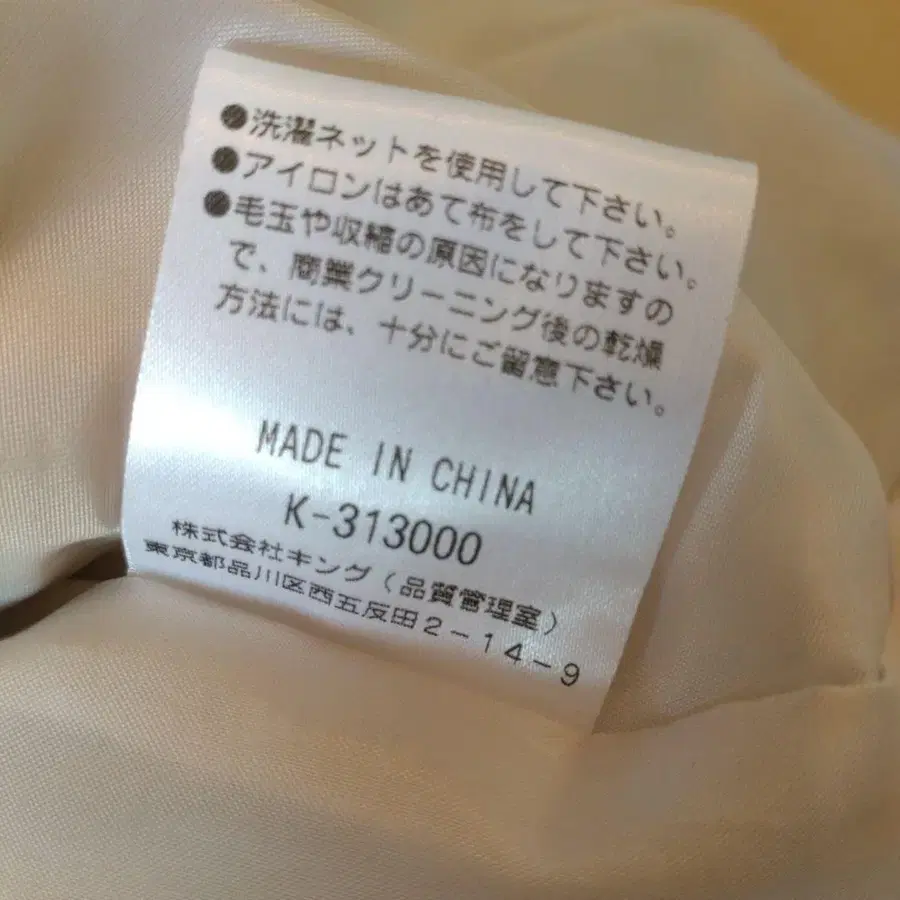 ●洗濯ネットを使用して下さい。
●アイロンはあて布をして下さい。
●毛玉や収縮の原因になりますの
で、商業クリーニング後の乾燥
方法には、十分にご留意下さい。
MADE IN CHINA
K-313000
株式会社キング（品質管理室）
東京都品川区西五反田2-14-9